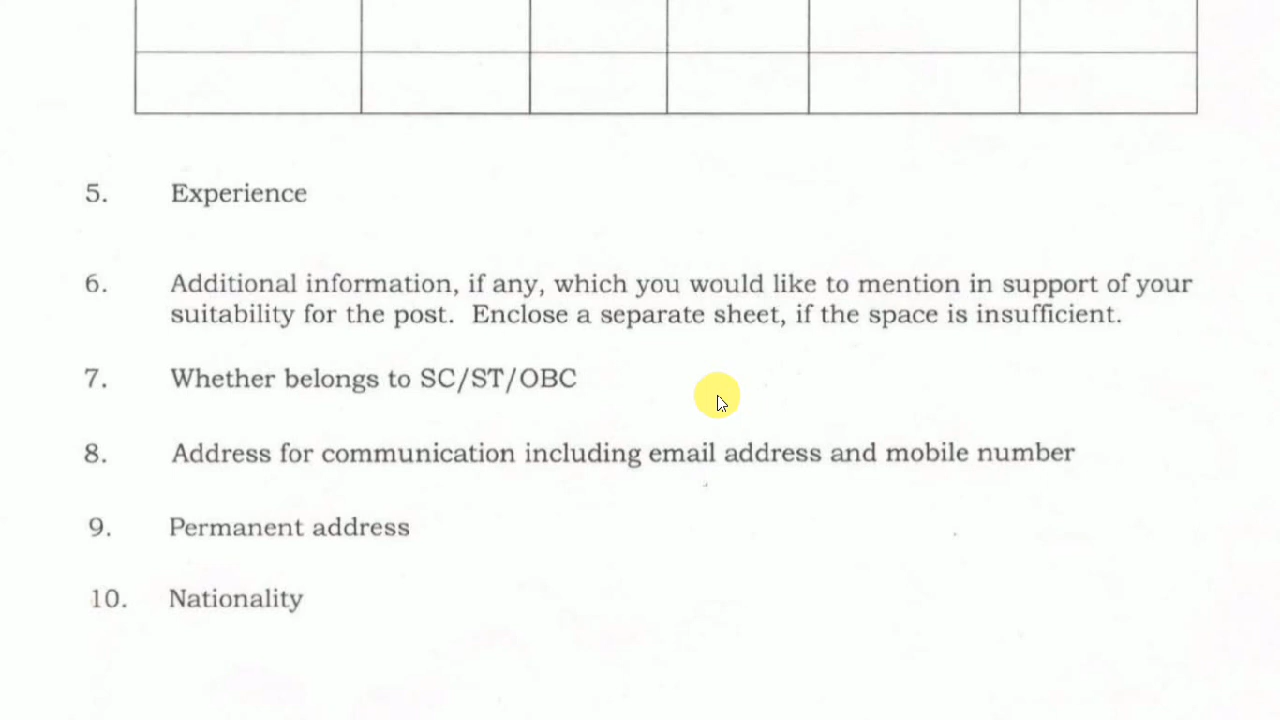 5. Experience
6. Additional information, if any, which you would like to mention in support of your
suitability for the post. Enclose a separate sheet, if the space is insufficient.
7. Whether belongs to SC/ST/OBC
8. Address for communication including email address and mobile number
9. Permanent address
10. Nationality